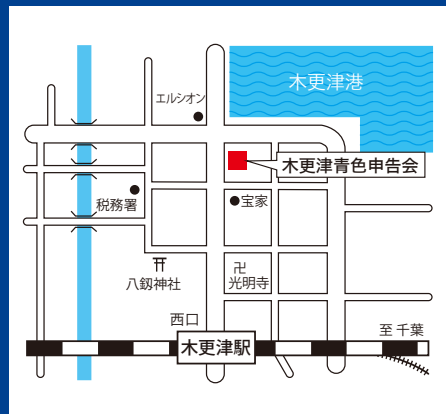 木更津港
エルシオン
木更津青色申告会
税務署
宝家
八剱神社
卍
光明寺
西口
至 千葉
木更津駅